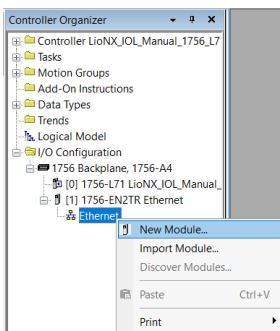 Controller Organizer
Controller LioNX_IOL_Manual_1756_L7
Tasks
Motion Groups
Add-On Instructions
Data Types
Trends
Logical Model
I/O Configuration
1756 Backplane, 1756-A4
[0] 1756-L71 LioNX_IOL_Manual_
[1] 1756-EN2TR Ethernet
Ethernet
New Module...
Import Module...
Discover Modules...
Paste Ctrl+V
Print